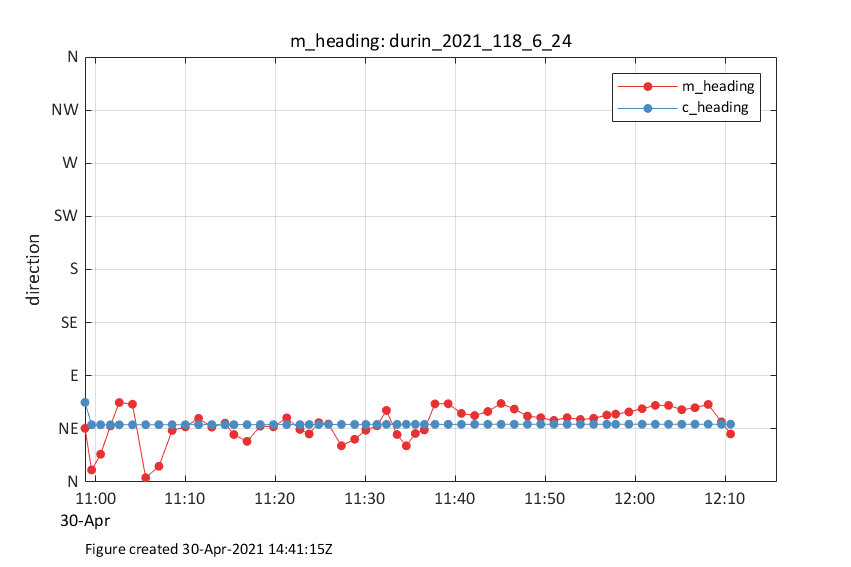 m_heading: durin_2021_118_6_24
N
NW
W
SW
S
SE
E
NE
N
direction
m_heading
c_heading
11:00 11:10 11:20 11:30 11:40 11:50 12:00 12:10
30-Apr
Figure created 30-Apr-2021 14:41:15Z